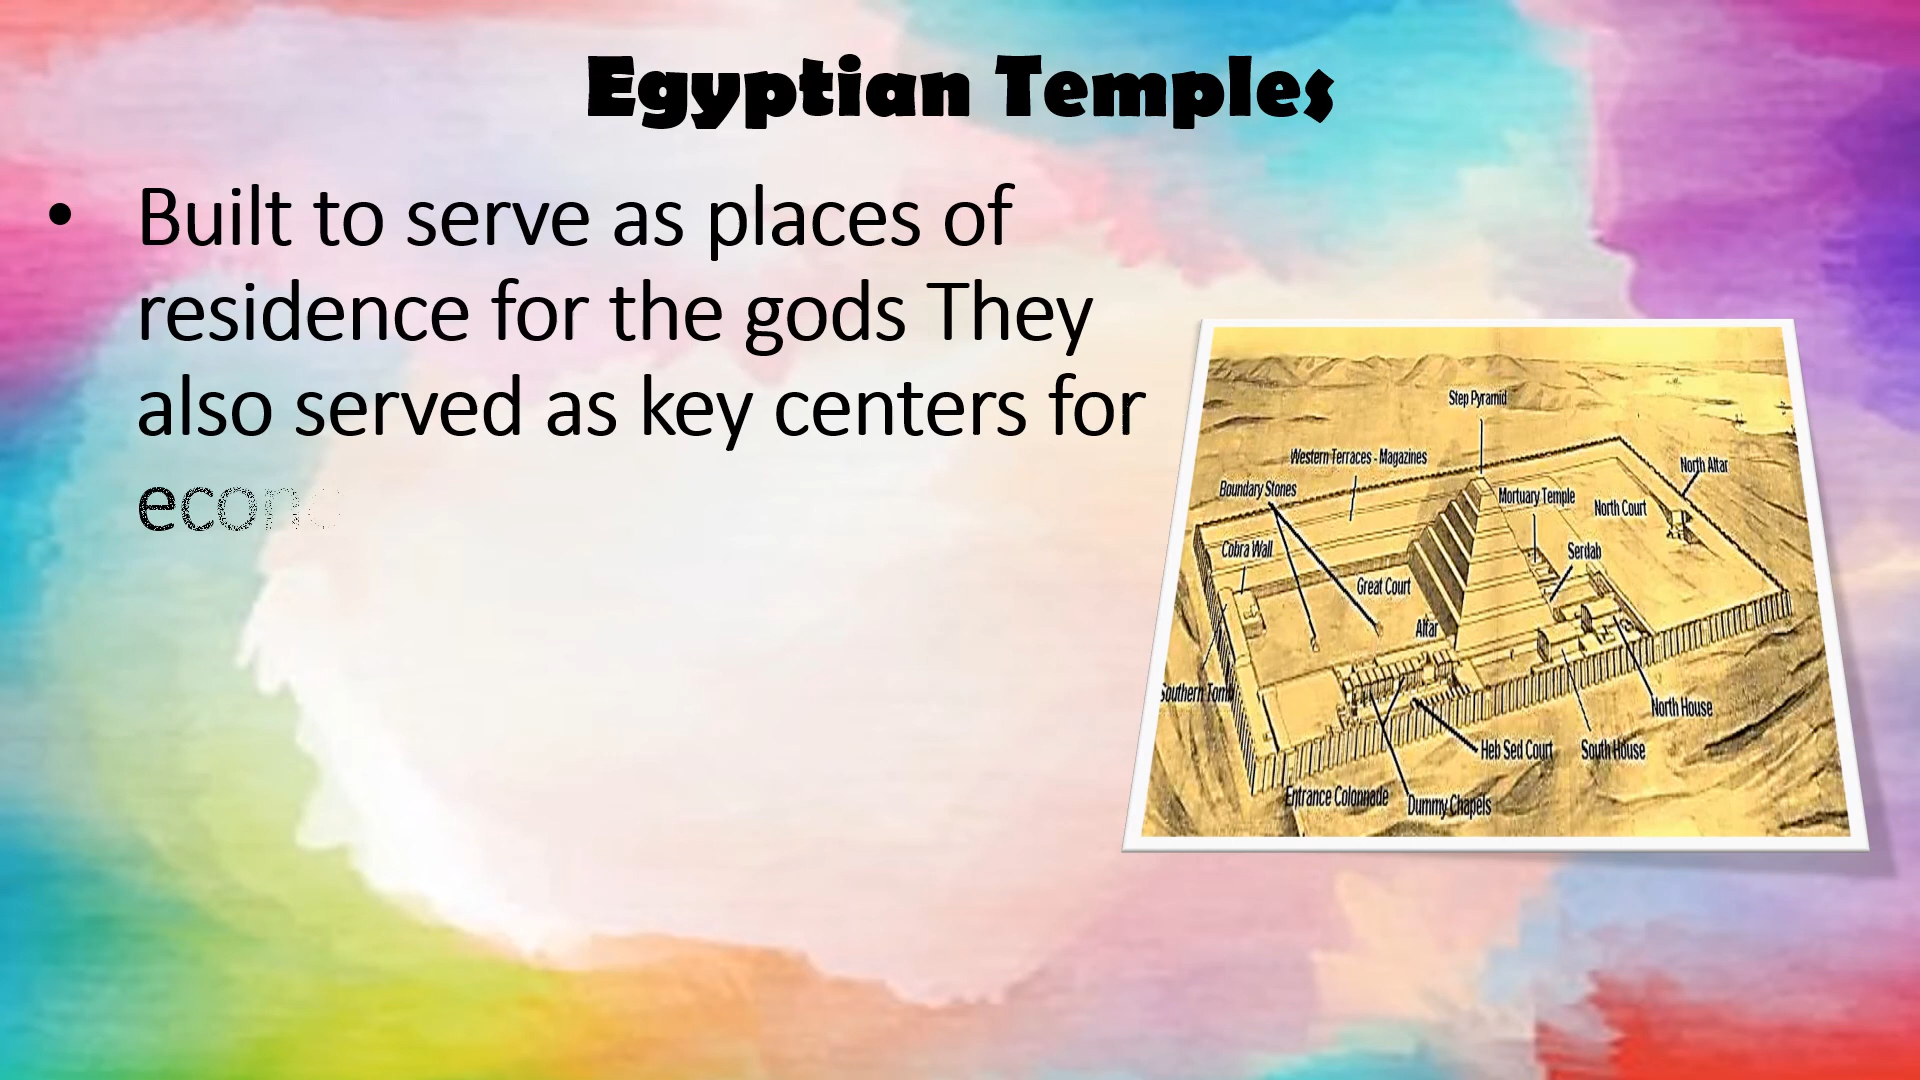 Egyptian Temples
• Built to serve as places of
residence for the gods They
also served as key centers for
Step Pyramid
Western Terraces - Magazines
North Altar
Boundary Stones
Mortuary Temple
North Court
Cobra Wall
Serdab
Great Court
Altar
Southern Tomb
North House
Heb Sed Court
South House
Entrance Colonnade
Dummy Chapels